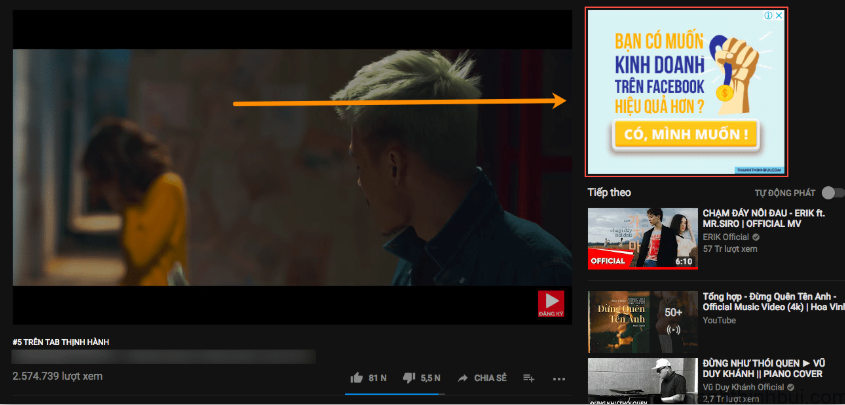 BẠN CÓ MUỐN
KINH DOANH
TRÊN FACEBOOK
HIỆU QUẢ HƠN ?
CÓ, MÌNH MUỐN !
THANHTHINHBUI.COM
ĐĂNG KÝ
#5 TRÊN TAB THỊNH HÀNH
2.574.739 lượt xem
81 N
5,5 N
CHIA SẺ
Tiếp theo
TỰ ĐỘNG PHÁT
OFFICIAL
6:10
CHẠM ĐÁY NỖI ĐAU - ERIK ft.
MR.SIRO | OFFICIAL MV
ERIK Official
57 Tr lượt xem
Đừng Quên
Tên Anh
50+
Tổng hợp - Đừng Quên Tên Anh -
Official Music Video (4k) | Hoa Vinh
YouTube
ĐỪNG NHƯ THÓI QUEN ► VŨ
DUY KHÁNH || PIANO COVER
Vũ Duy Khánh Official
2,7 Tr lượt xem